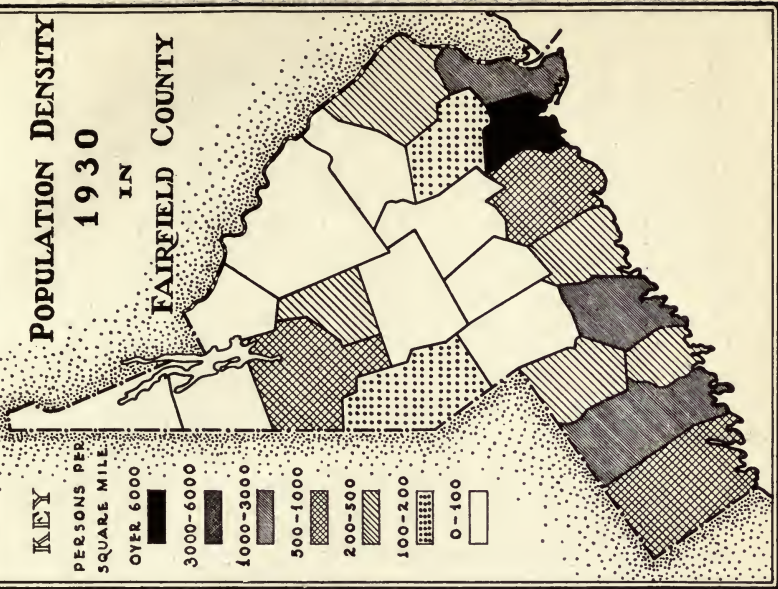 POPULATION DENSITY
1930
IN
FAIRFIELD COUNTY
KEY
PERSONS PER
SQUARE MILE
OVER 6000
3000-6000
1000-3000
500-1000
200-500
100-200
0-100